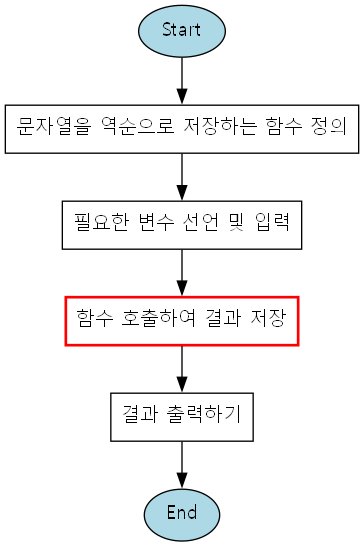 Start
문자열을 역순으로 저장하는 함수 정의
필요한 변수 선언 및 입력
함수 호출하여 결과 저장
결과 출력하기
End